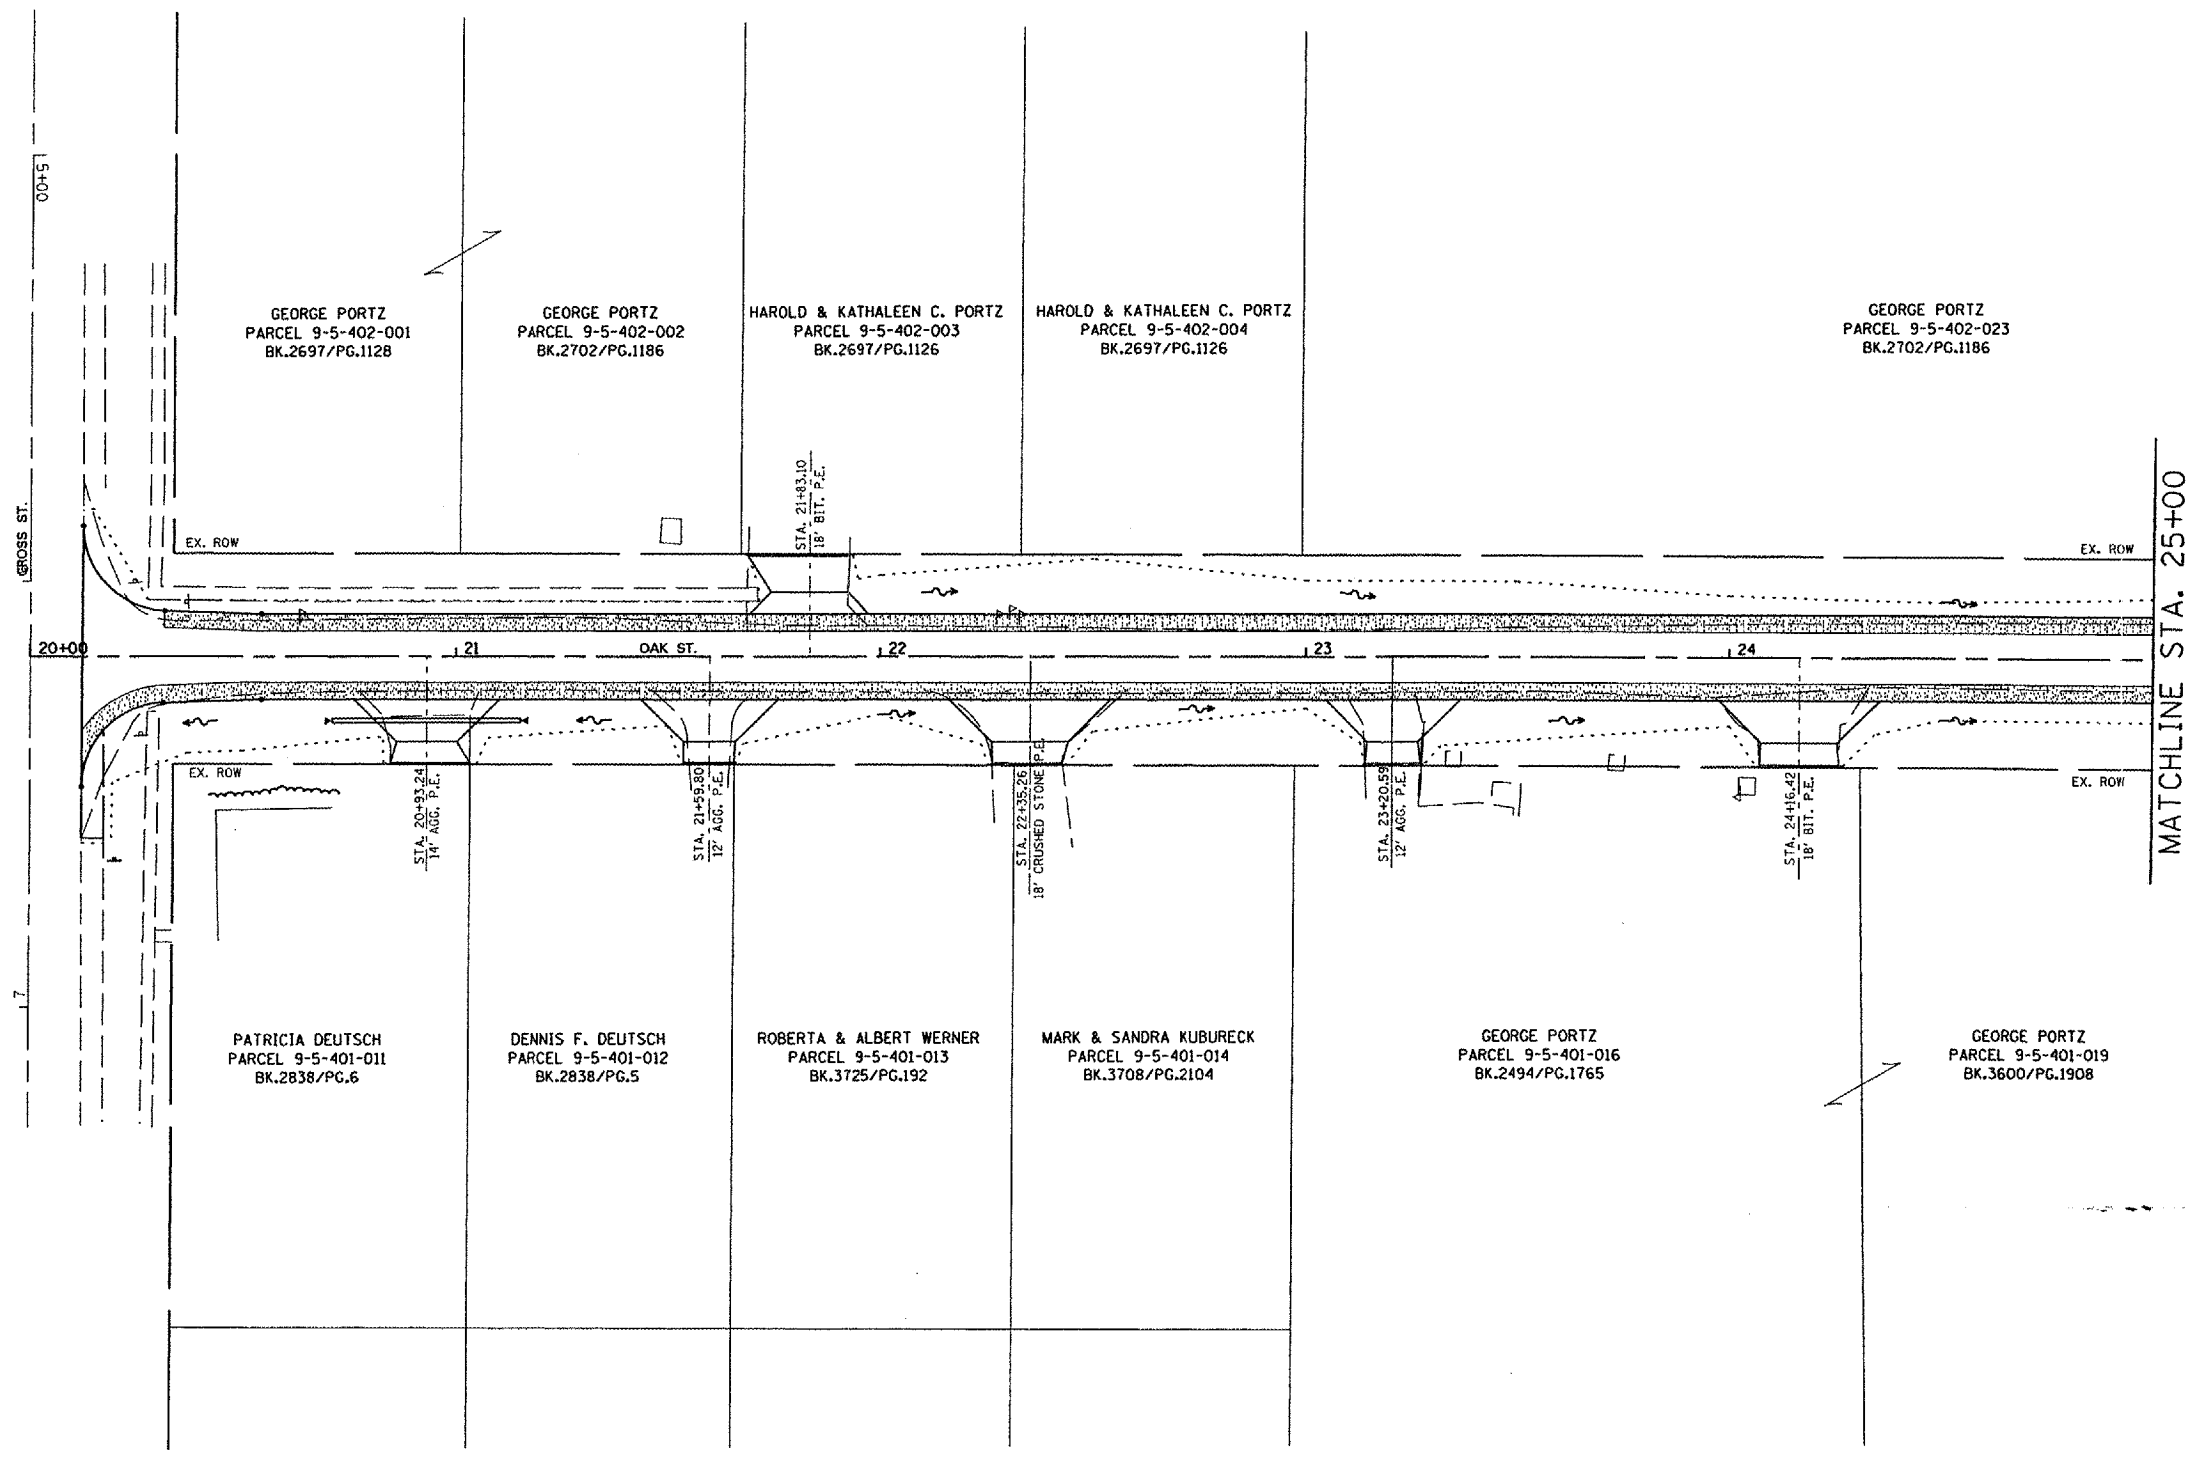 5+00
GEORGE PORTZ
PARCEL 9-5-402-001
BK.2697/PG.1128
GEORGE PORTZ
PARCEL 9-5-402-002
BK.2702/PG.1186
HAROLD & KATHALEEN C. PORTZ
PARCEL 9-5-402-003
BK.2697/PG.1126
HAROLD & KATHALEEN C. PORTZ
PARCEL 9-5-402-004
BK.2697/PG.1126
GEORGE PORTZ
PARCEL 9-5-402-023
BK.2702/PG.1186
GROSS ST.
EX. ROW
STA. 21+83.10
18' BIT. P.E.
EX. ROW
MATCHLINE STA. 25+00
20+00
21
OAK ST.
22
23
24
EX. ROW
STA. 20+93.24
14' AGG. P.E.
STA. 21+59.80
12' AGG. P.E.
STA. 22+35.26
18' CRUSHED STONE P.E.
STA. 23+20.59
12' AGG. P.E.
STA. 24+16.42
18' BIT. P.E.
EX. ROW
7
PATRICIA DEUTSCH
PARCEL 9-5-401-011
BK.2838/PG.6
DENNIS F. DEUTSCH
PARCEL 9-5-401-012
BK.2838/PG.5
ROBERTA & ALBERT WERNER
PARCEL 9-5-401-013
BK.3725/PG.192
MARK & SANDRA KUBURECK
PARCEL 9-5-401-014
BK.3708/PG.2104
GEORGE PORTZ
PARCEL 9-5-401-016
BK.2494/PG.1765
GEORGE PORTZ
PARCEL 9-5-401-019
BK.3600/PG.1908